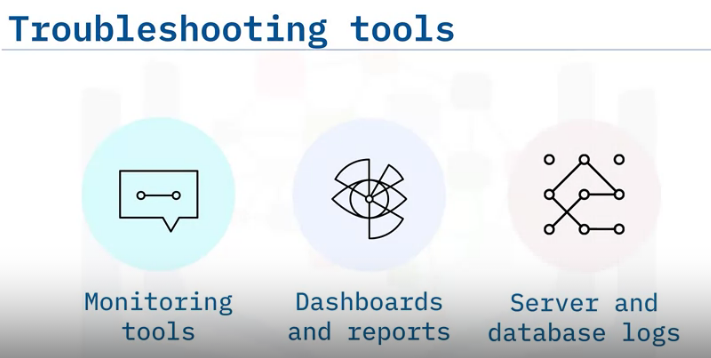 Troubleshooting tools
Monitoring
tools
Dashboards
and reports
Server and
database logs